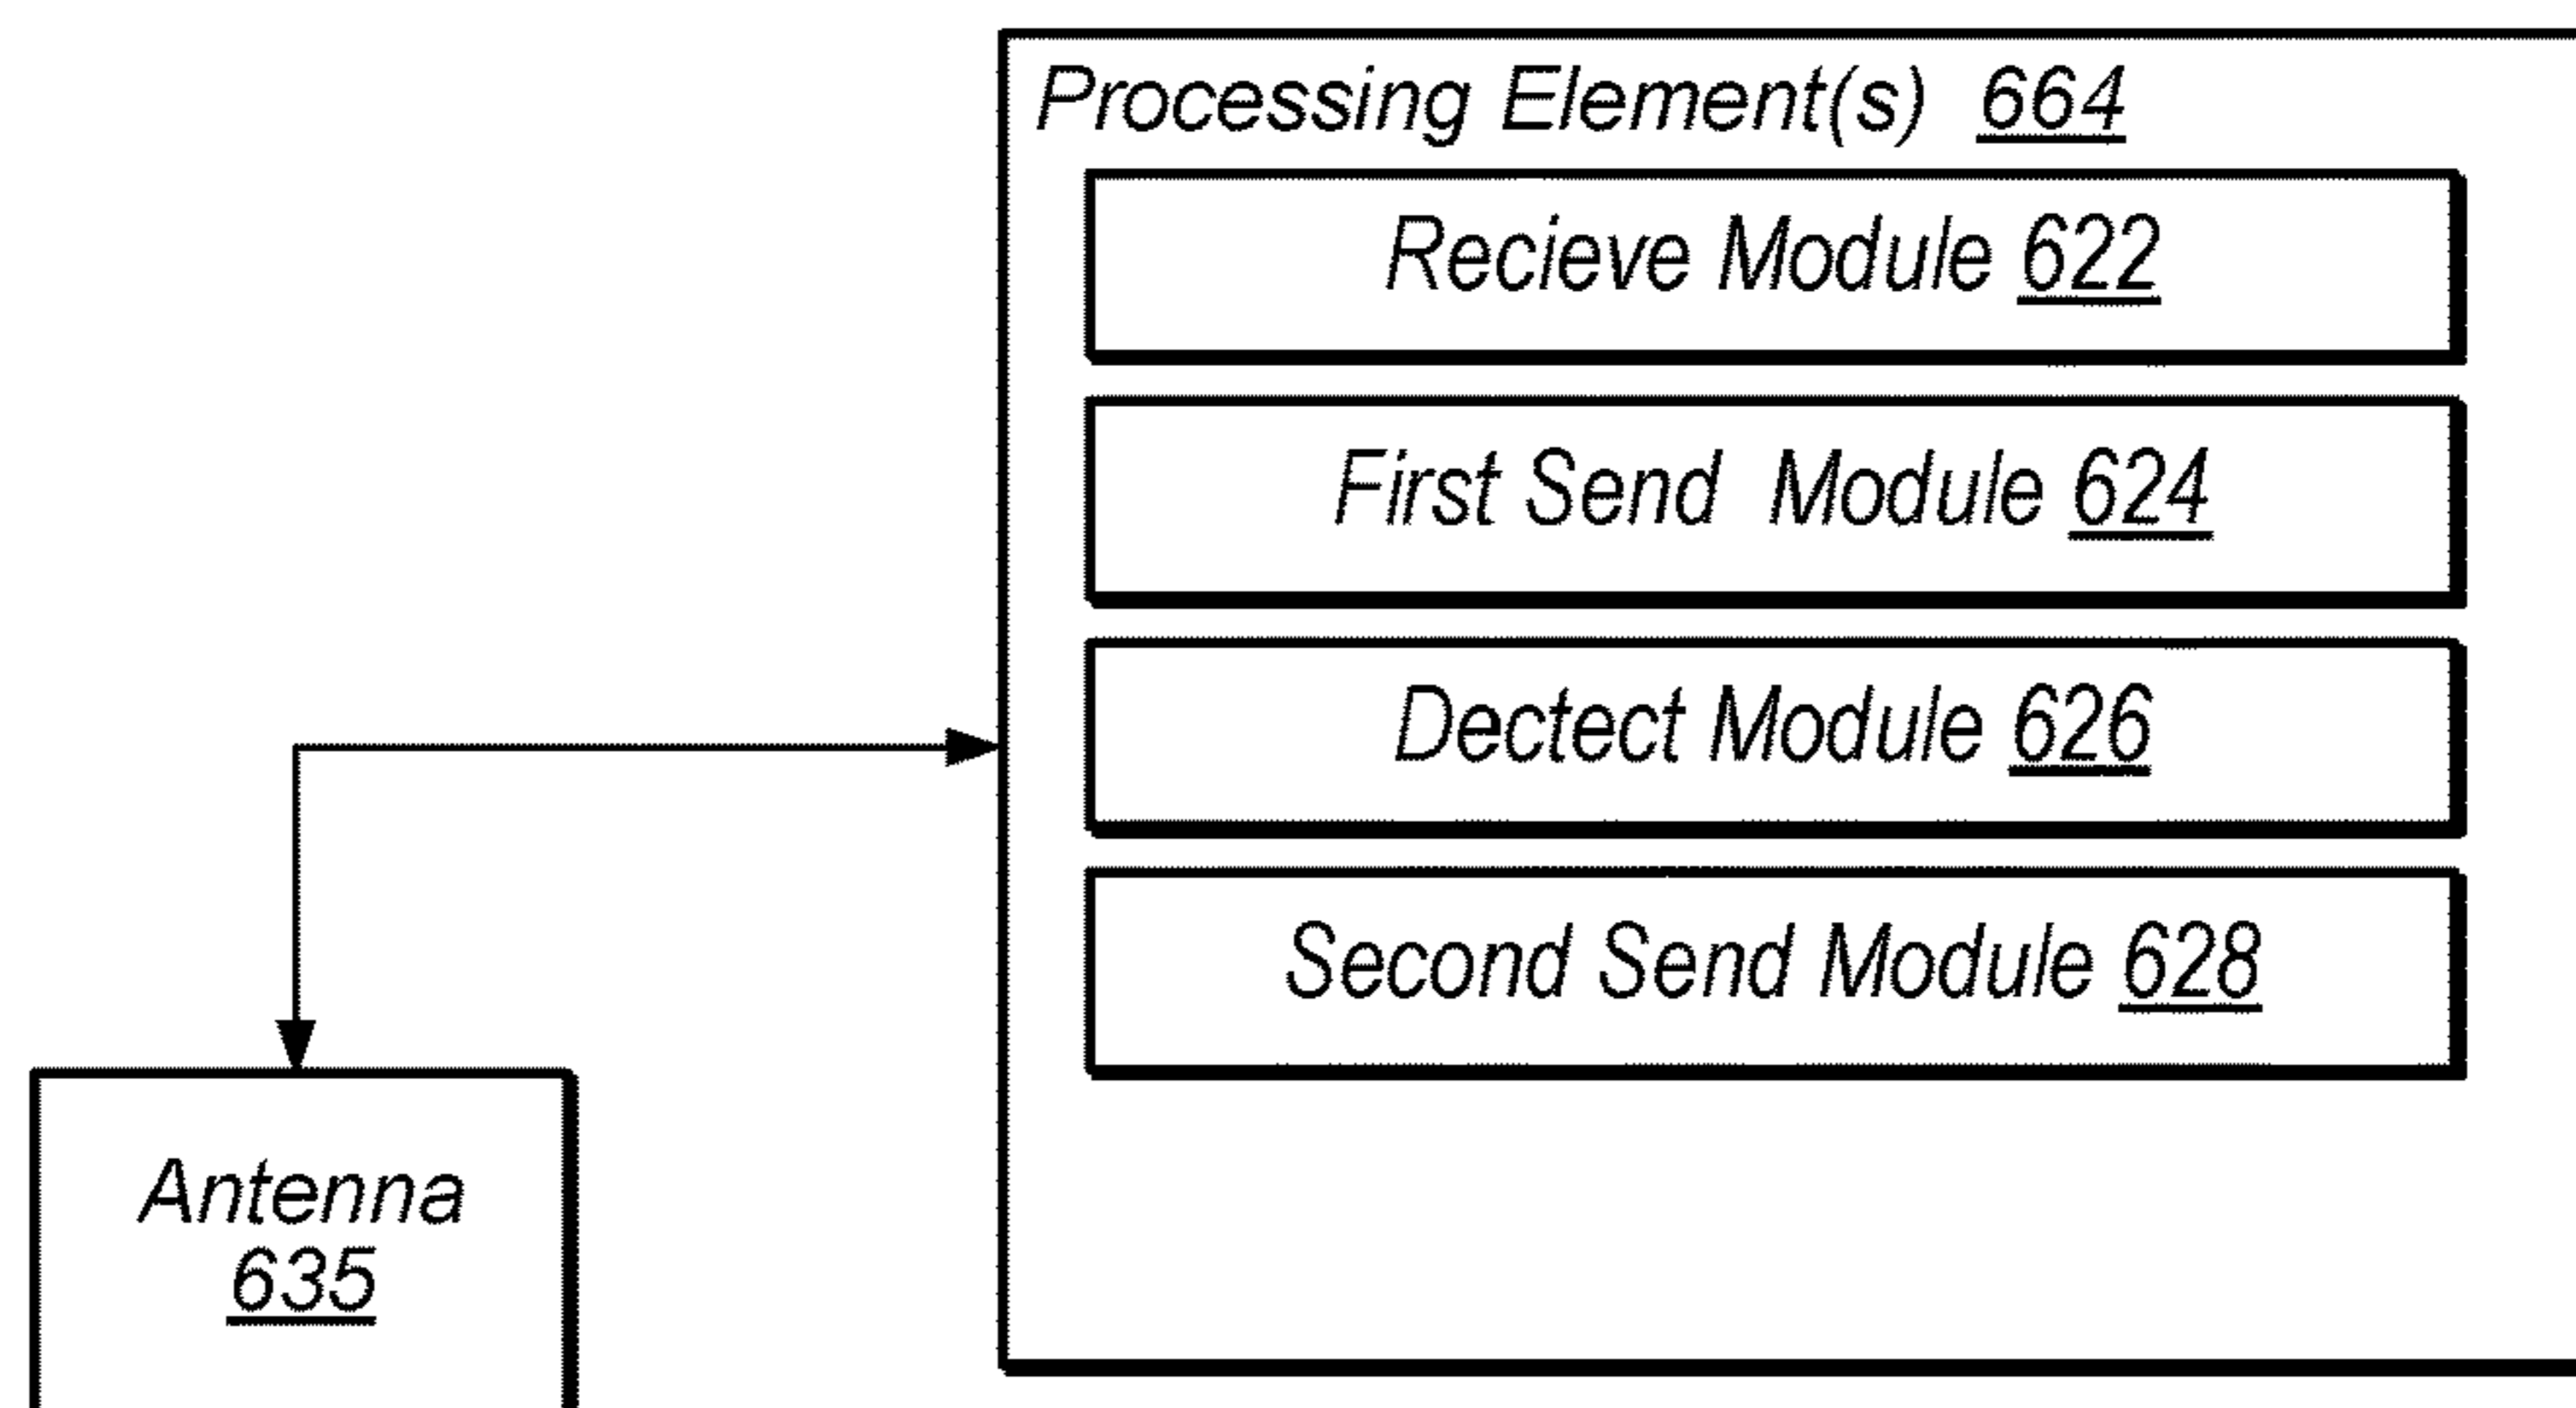 Processing Element(s) 664
Recieve Module 622
First Send Module 624
Dectect Module 626
Second Send Module 628
Antenna
635